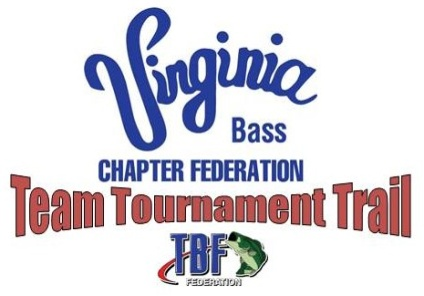 Virginia
Bass
CHAPTER FEDERATION
Team Tournament Trail
TBF
FEDERATION